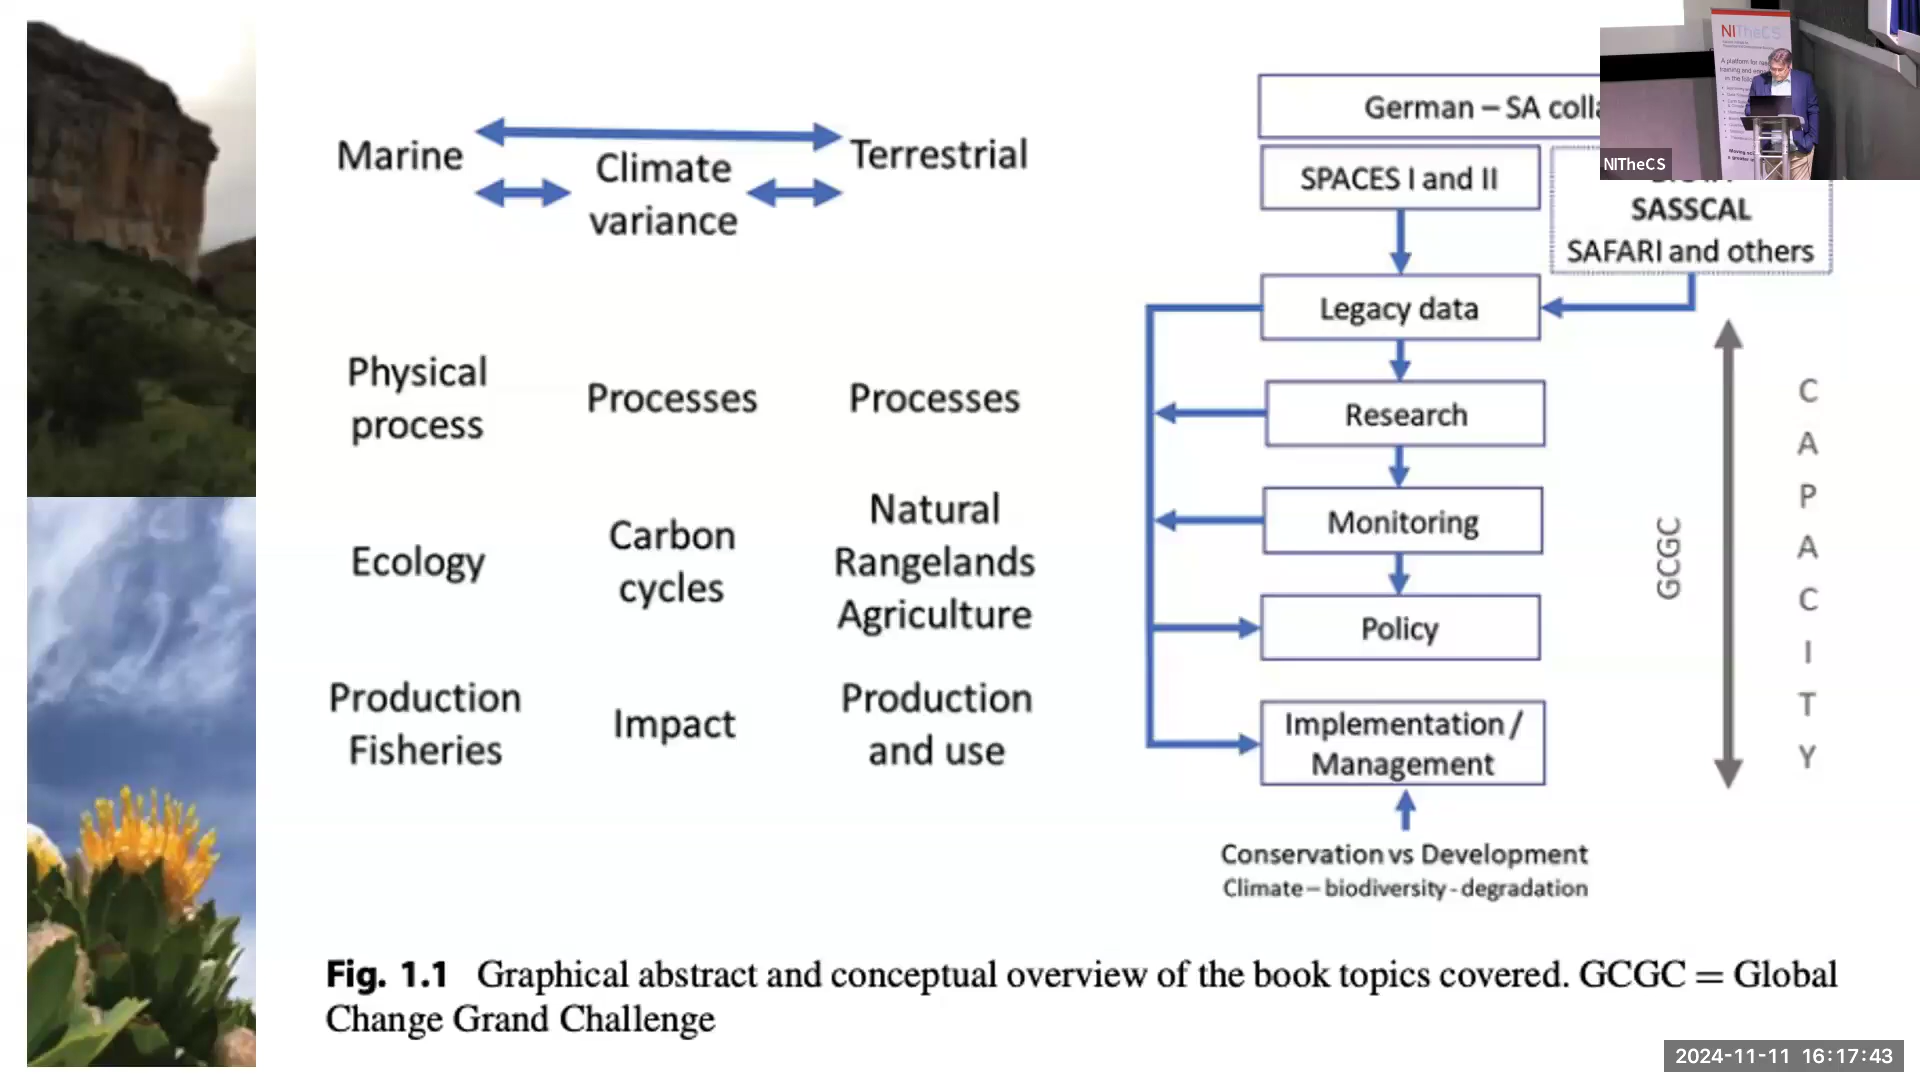 Marine
Climate
variance
Terrestrial
Physical
process
Processes
Processes
Ecology
Carbon
cycles
Natural
Rangelands
Agriculture
Production
Fisheries
Impact
Production
and use
German – SA
SPACES I and II
SASSCAL
SAFARI and others
Legacy data
Research
Monitoring
Policy
Implementation /
Management
Conservation vs Development
Climate – biodiversity - degradation
GCGC
C
A
P
A
C
I
T
Y
NITheCS
A platform for
NITheCS
Fig. 1.1 Graphical abstract and conceptual overview of the book topics covered. GCGC = Global
Change Grand Challenge
2024-11-11 16:17:43